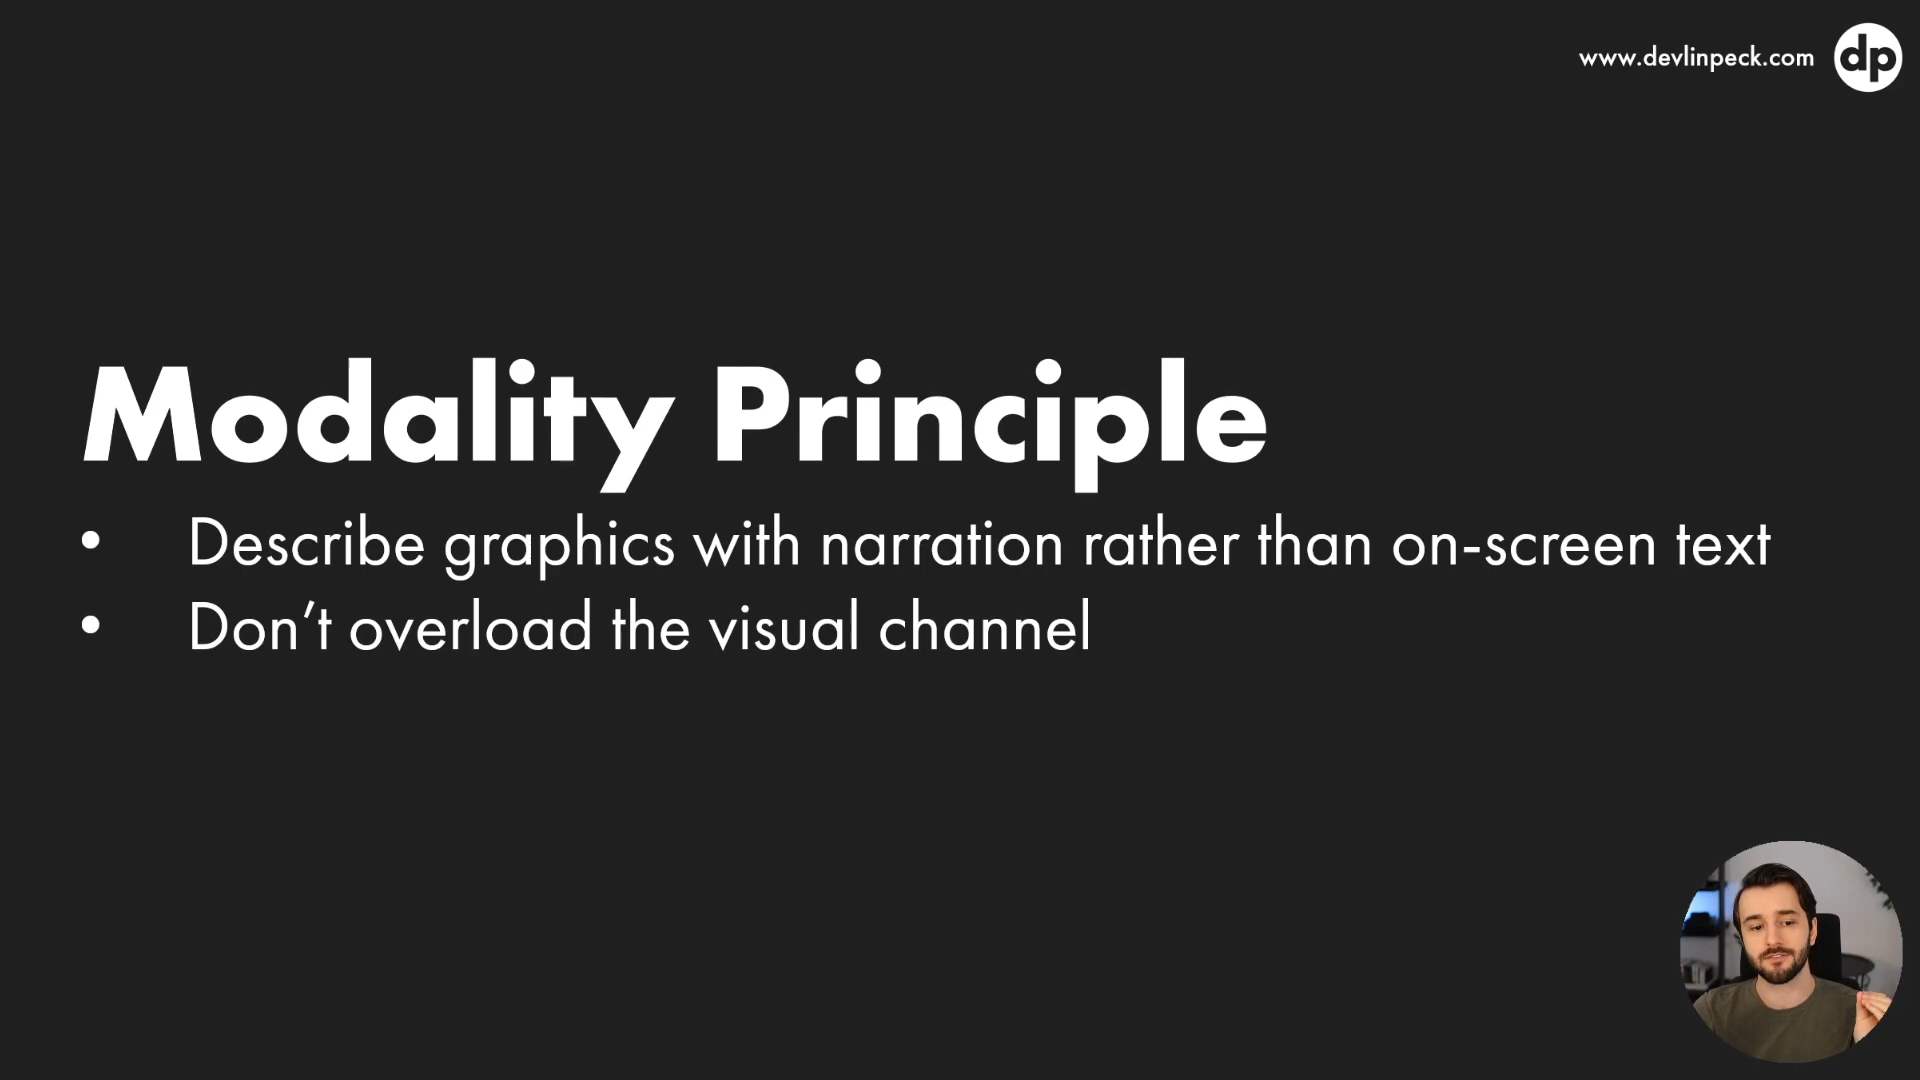 www.devlinpeck.com dp
Modality Principle
• Describe graphics with narration rather than on-screen text
• Don’t overload the visual channel